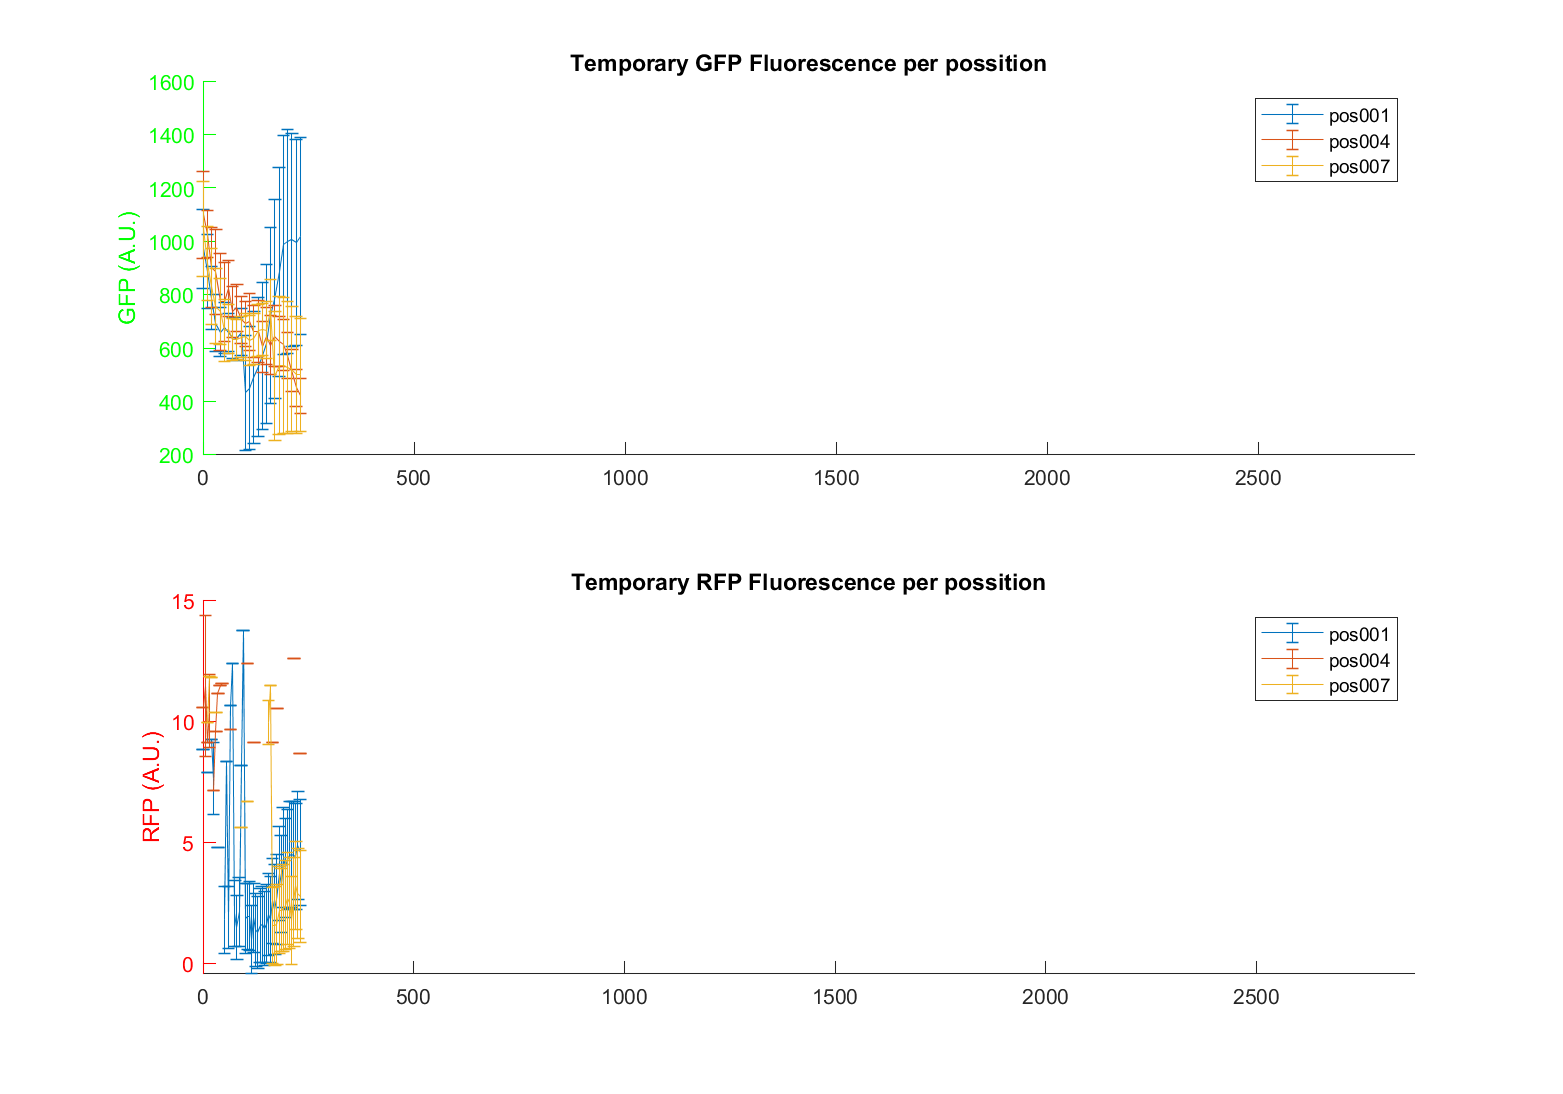 Temporary GFP Fluorescence per possition
1600
1400
1200
1000
800
600
400
200
GFP (A.U.)
pos001
pos004
pos007
0 500 1000 1500 2000 2500
Temporary RFP Fluorescence per possition
15
10
5
0
RFP (A.U.)
pos001
pos004
pos007
0 500 1000 1500 2000 2500